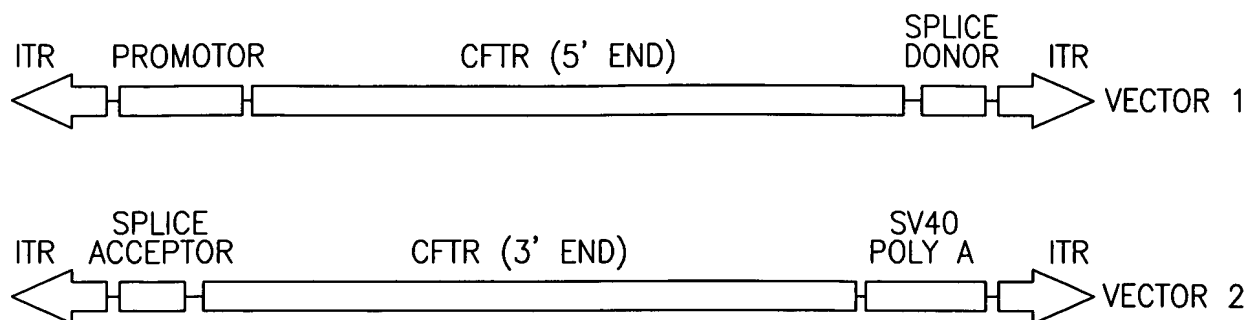 ITR PROMOTOR CFTR (5' END) SPLICE DONOR ITR
VECTOR 1
ITR SPLICE ACCEPTOR CFTR (3' END) SV40 POLY A ITR
VECTOR 2